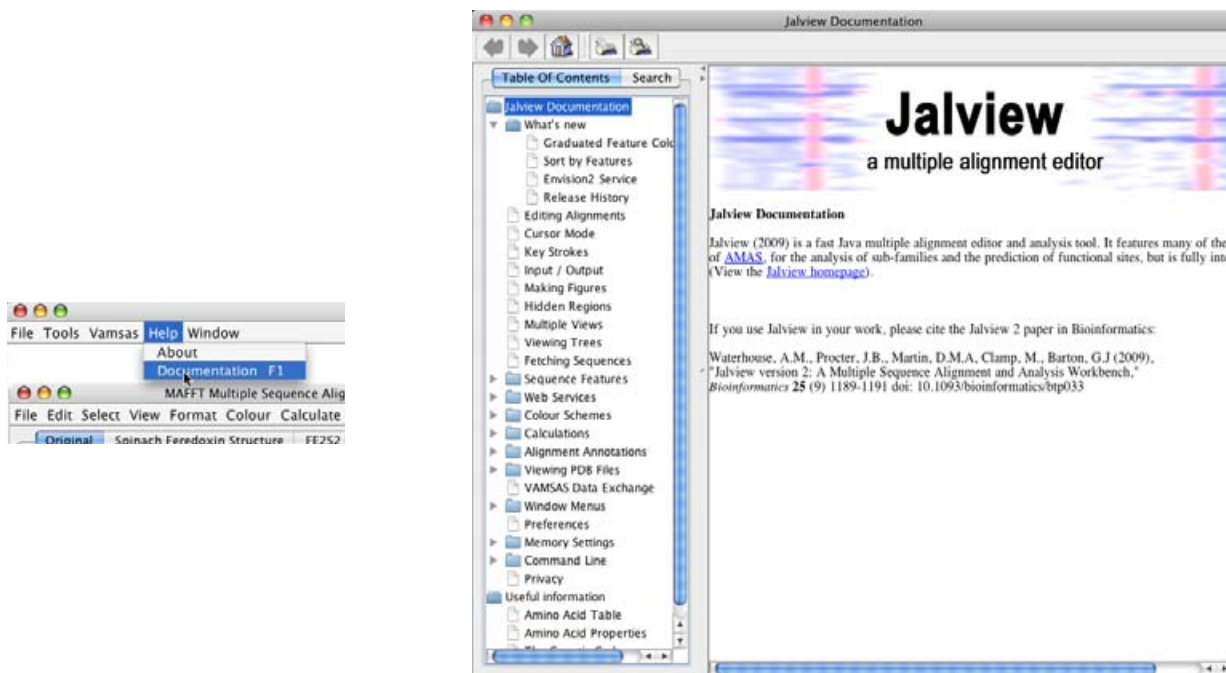 File Tools Vamsas Help Window
About
Documentation F1
MAFFT Multiple Sequence Alig
File Edit Select View Format Colour Calculate
Original Spinach Feredoxin Structure FE2S2
Jalview Documentation
Table Of Contents Search
Jalview Documentation
What's new
Graduated Feature Colo
Sort by Features
Envision2 Service
Release History
Editing Alignments
Cursor Mode
Key Strokes
Input / Output
Making Figures
Hidden Regions
Multiple Views
Viewing Trees
Fetching Sequences
Sequence Features
Web Services
Colour Schemes
Calculations
Alignment Annotations
Viewing PDB Files
VAMSAS Data Exchange
Window Menus
Preferences
Memory Settings
Command Line
Privacy
Useful information
Amino Acid Table
Amino Acid Properties
Jalview
a multiple alignment editor
Jalview Documentation
Jalview (2009) is a fast Java multiple alignment editor and analysis tool. It features many of the
of AMAS, for the analysis of sub-families and the prediction of functional sites, but is fully inte
(View the Jalview homepage).
If you use Jalview in your work, please cite the Jalview 2 paper in Bioinformatics:
Waterhouse, A.M., Procter, J.B., Martin, D.M.A, Clamp, M., Barton, G.J (2009),
"Jalview version 2: A Multiple Sequence Alignment and Analysis Workbench,"
Bioinformatics 25 (9) 1189-1191 doi: 10.1093/bioinformatics/btp033